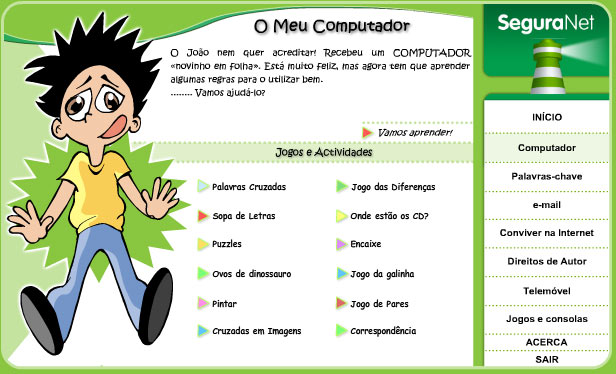 O Meu Computador
O João nem quer acreditar! Recebeu um COMPUTADOR
«novinho em folha». Está muito feliz, mas agora tem que aprender
algumas regras para o utilizar bem.
........ Vamos ajudá-lo?
Vamos aprender!
Jogos e Actividades
Palavras Cruzadas
Sopa de Letras
Puzzles
Ovos de dinossauro
Pintar
Cruzadas em Imagens
Jogo das Diferenças
Onde estão os CD?
Encaixe
Jogo da galinha
Jogo de Pares
Correspondência
SeguraNet
INÍCIO
Computador
Palavras-chave
e-mail
Conviver na Internet
Direitos de Autor
Telemóvel
Jogos e consolas
ACERCA
SAIR